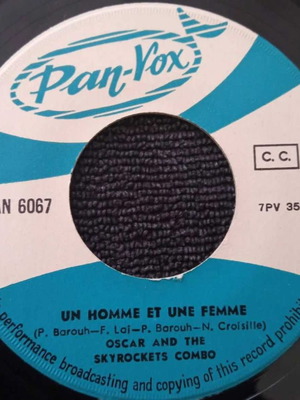 Pan-Vox
AN 6067
C. C.
7PV 35
UN HOMME ET UNE FEMME
(P. Barouh—F. Lai—P. Barouh—N. Croisille)
OSCAR AND THE
SKYROCKETS COMBO
performance broadcasting and copying of this record prohib